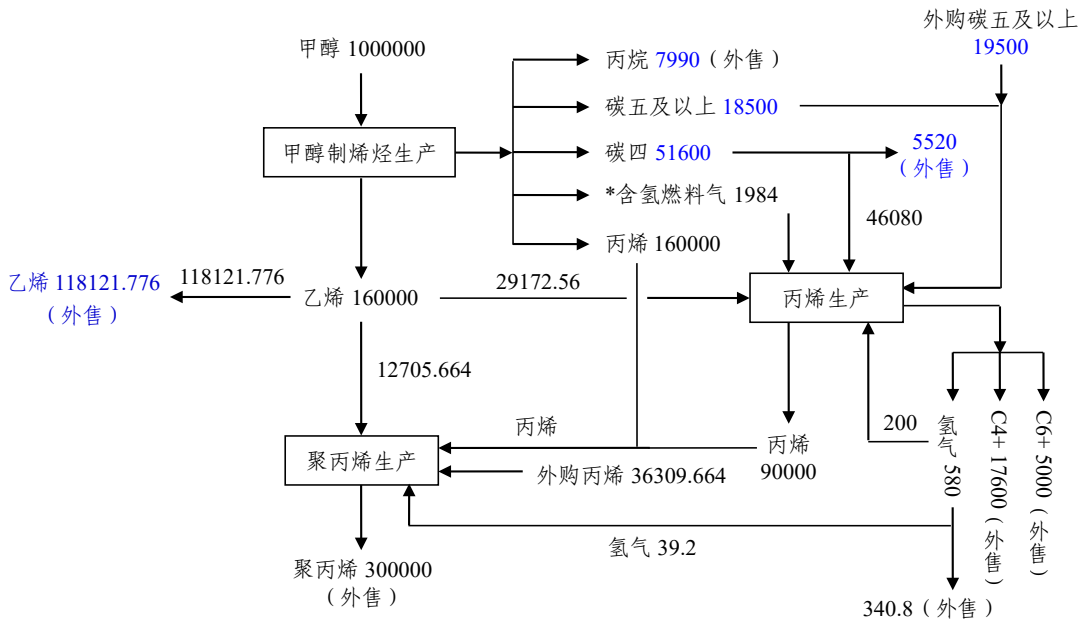 甲醇 1000000
外购碳五及以上
19500
丙烷 7990（外售）
碳五及以上 18500
甲醇制烯烃生产
碳四 51600
5520
（外售）
*含氢燃料气 1984
46080
丙烯 160000
乙烯 118121.776
（外售）
118121.776
乙烯 160000
29172.56
丙烯生产
12705.664
聚丙烯生产
丙烯
外购丙烯 36309.664
丙烯
90000
200
氢气 580
C4+ 17600（外售）
C6+ 5000（外售）
氢气 39.2
聚丙烯 300000
（外售）
340.8（外售）